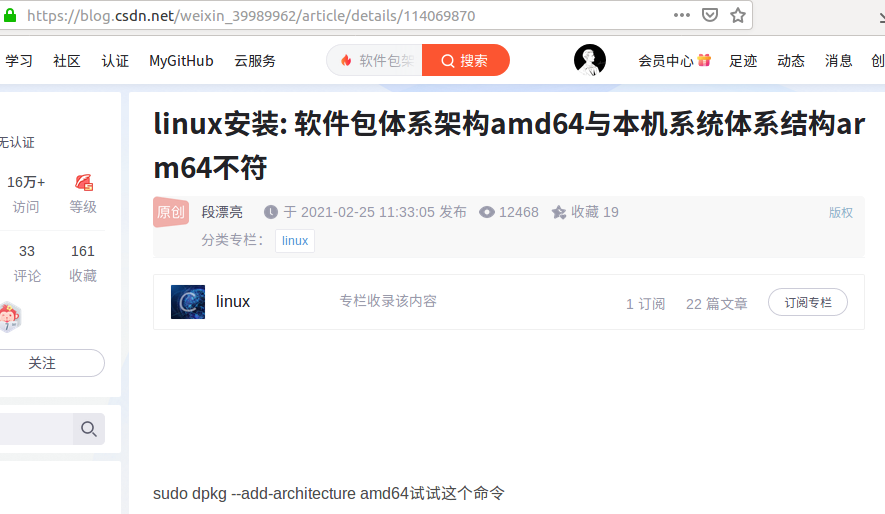 https://blog.csdn.net/weixin_39989962/article/details/114069870
学习 社区 认证 MyGitHub 云服务 软件包架 搜索 会员中心 足迹 动态 消息 创
linux安装: 软件包体系架构amd64与本机系统体系结构ar
m64不符
无认证
16万+
访问 等级
原创 段漂亮 于 2021-02-25 11:33:05 发布 12468 收藏 19 版权
分类专栏： linux
33 161
评论 收藏
linux 专栏收录该内容 1 订阅 22 篇文章 订阅专栏
关注
sudo dpkg --add-architecture amd64试试这个命令